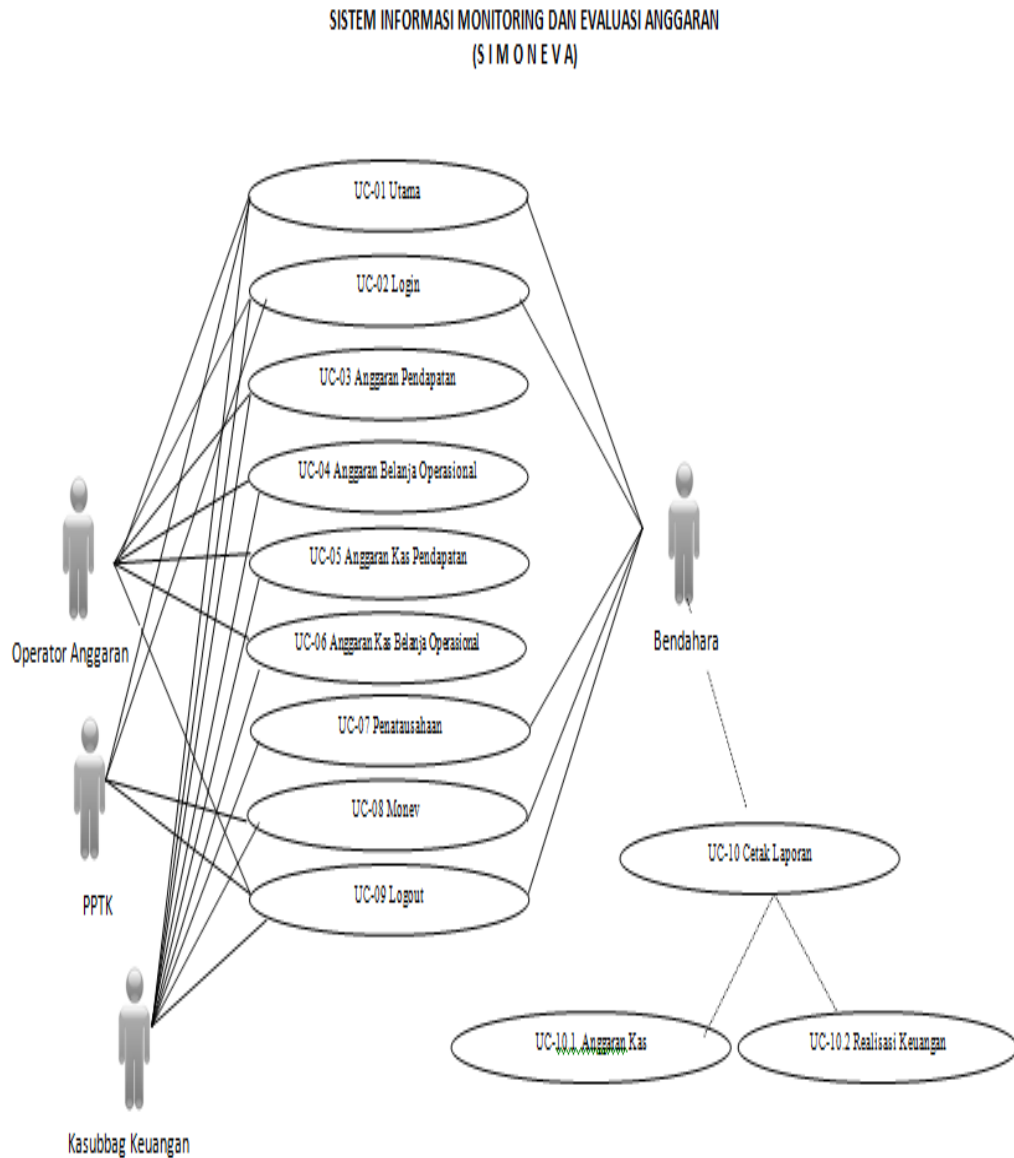 SISTEM INFORMASI MONITORING DAN EVALUASI ANGGARAN
(S I M O N E V A)
UC-01 Utama
UC-02 Login
UC-03 Anggaran Pendapatan
UC-04 Anggaran Belanja Operasional
UC-05 Anggaran Kas Pendapatan
Operator Anggaran
UC-06 Anggaran Kas Belanja Operasional
Bendahara
UC-07 Penatausahaan
UC-08 Monev
UC-10 Cetak Laporan
PPTK
UC-09 Logout
UC-10.1 Anggaran Kas
UC-10.2 Realisasi Keuangan
Kasubbag Keuangan